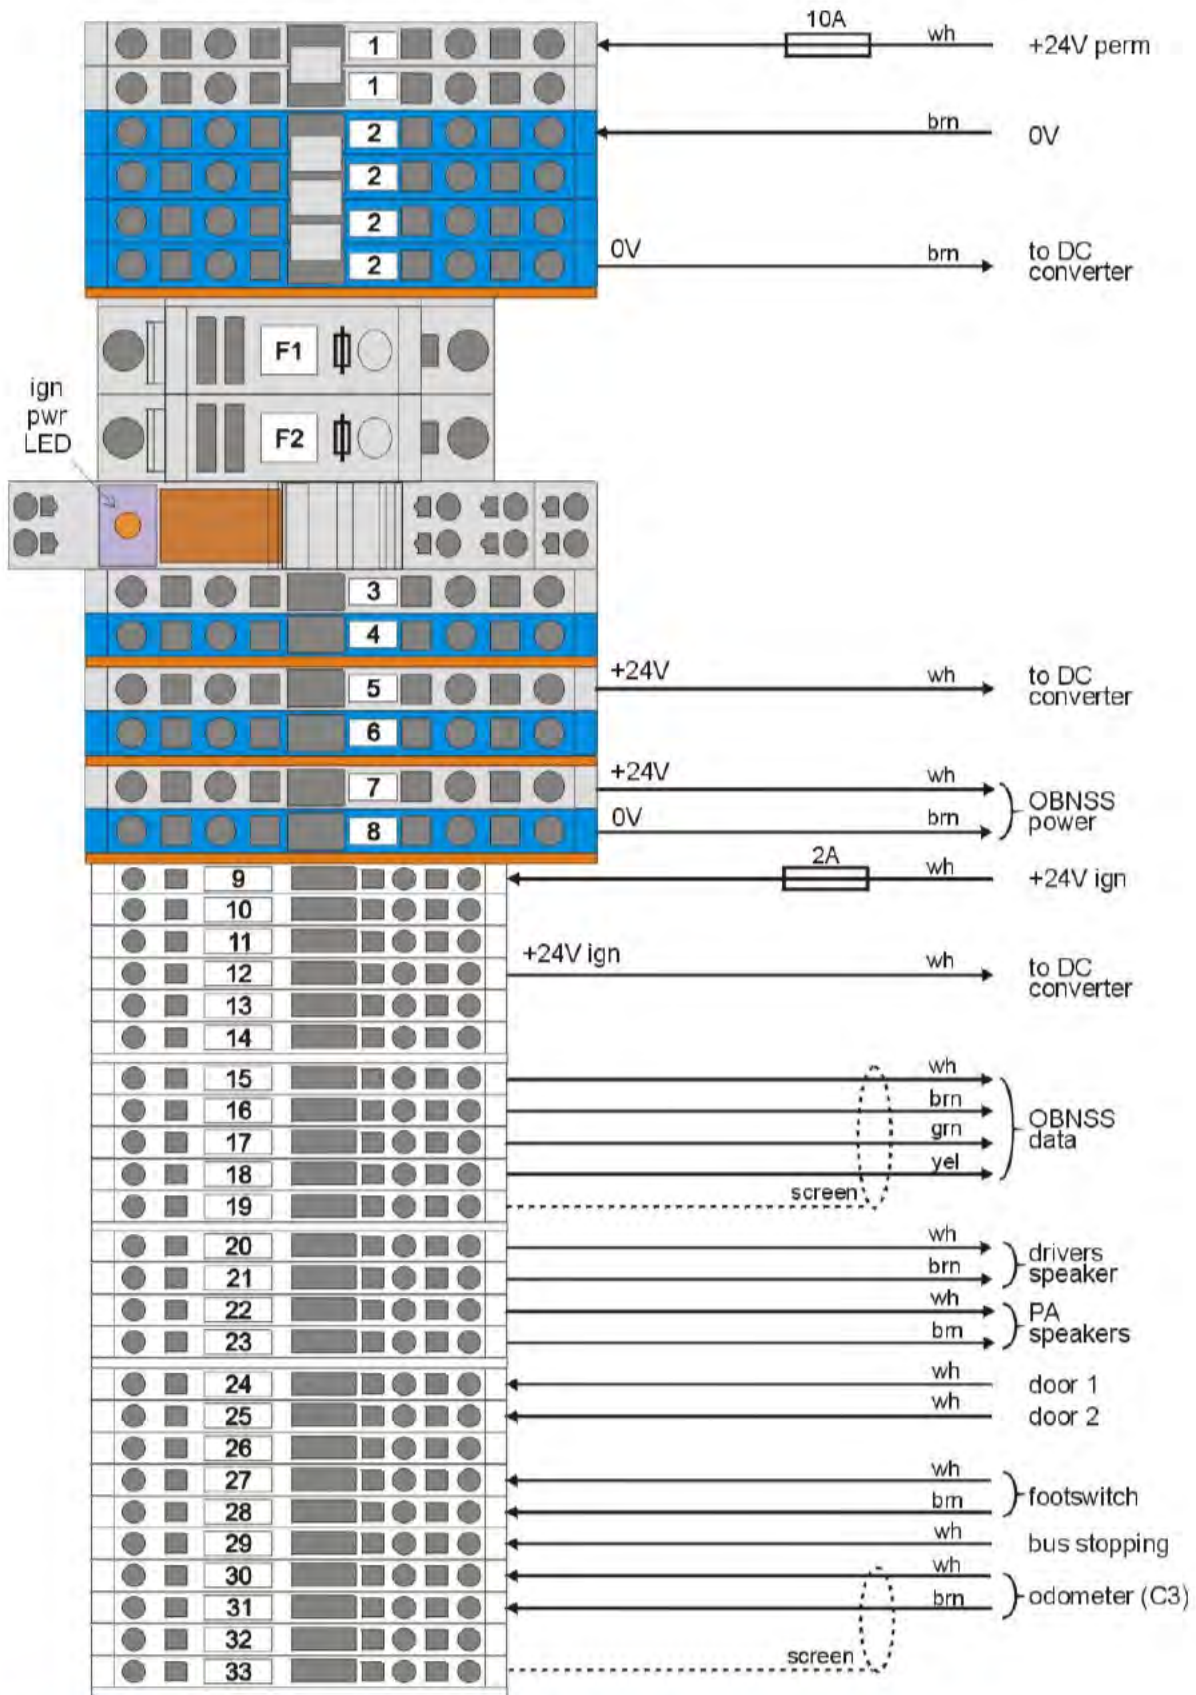 10A
1 wh +24V perm
1
2 brn 0V
2
2
2 0V brn to DC
converter
F1
ign
pwr
LED
F2
3
4
5 +24V wh to DC
converter
6
7 +24V wh OBNSS
power
8 0V brn
2A
9 wh +24V ign
10
11
12 +24V ign wh to DC
converter
13
14
15 wh
16 brn OBNSS
data
17 grn
18 yel
19 screen
20 wh drivers
speaker
21 brn
22 wh PA
speakers
23 brn
24 wh door 1
25 wh door 2
26
27 wh footswitch
28 brn
29 wh bus stopping
30 wh odometer (C3)
31 brn
32
33 screen